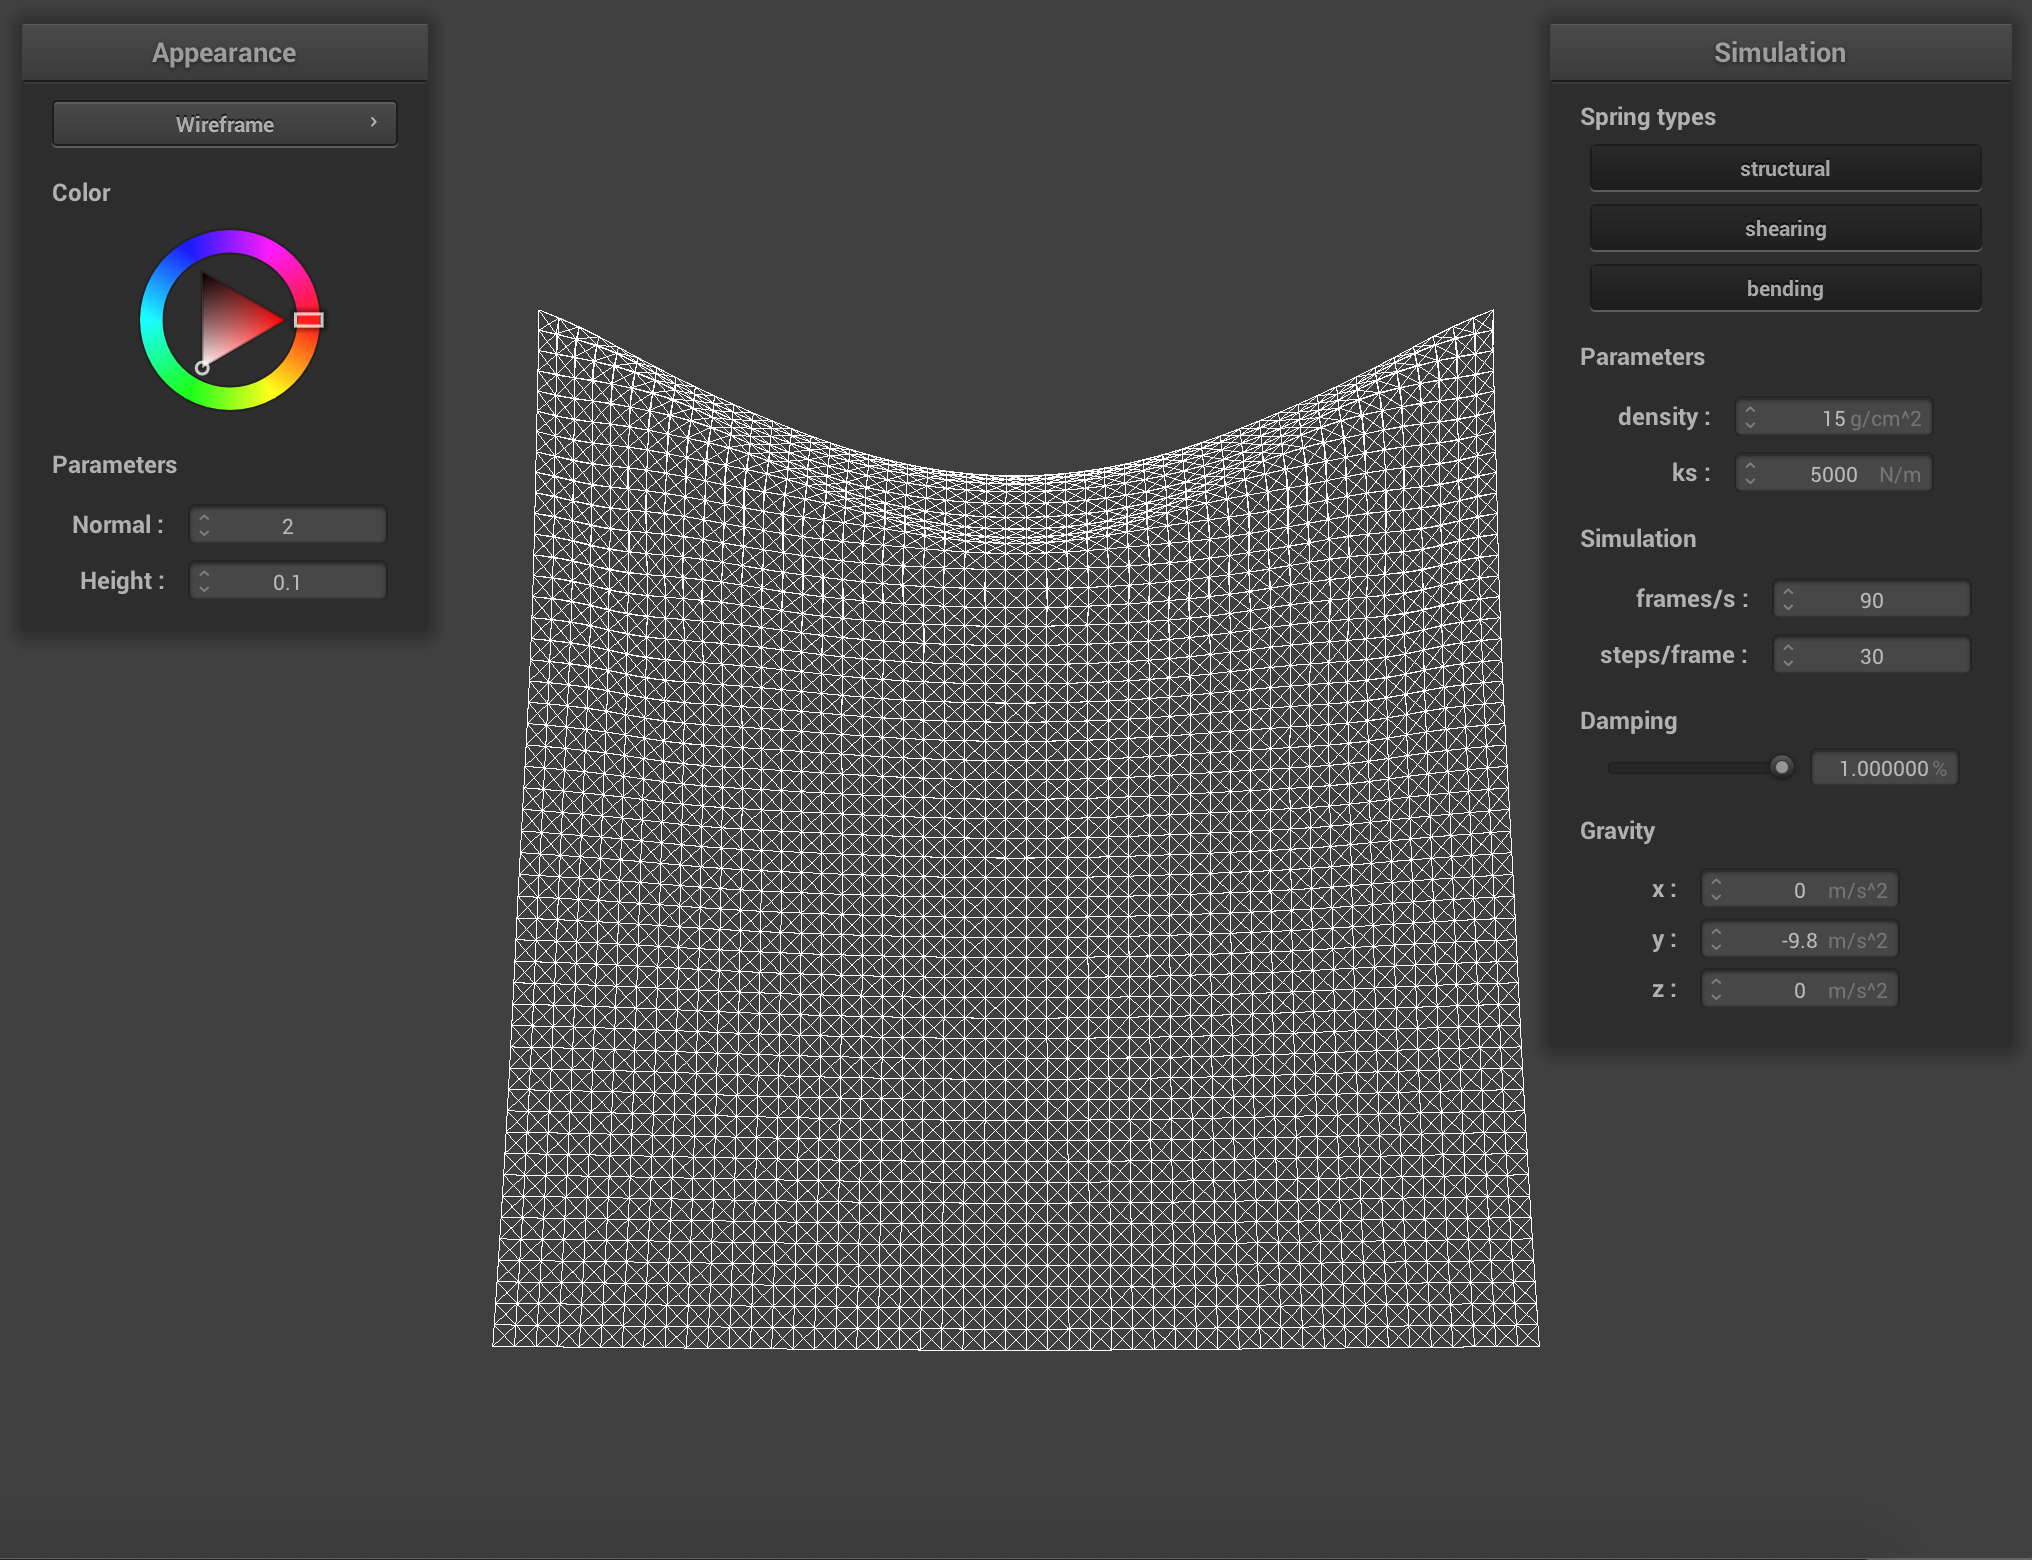 Appearance
Wireframe
Color
Parameters
Normal : 2
Height : 0.1
Simulation
Spring types
structural
shearing
bending
Parameters
density : 15 g/cm^2
ks : 5000 N/m
Simulation
frames/s : 90
steps/frame : 30
Damping
1.000000 %
Gravity
x : 0 m/s^2
y : -9.8 m/s^2
z : 0 m/s^2